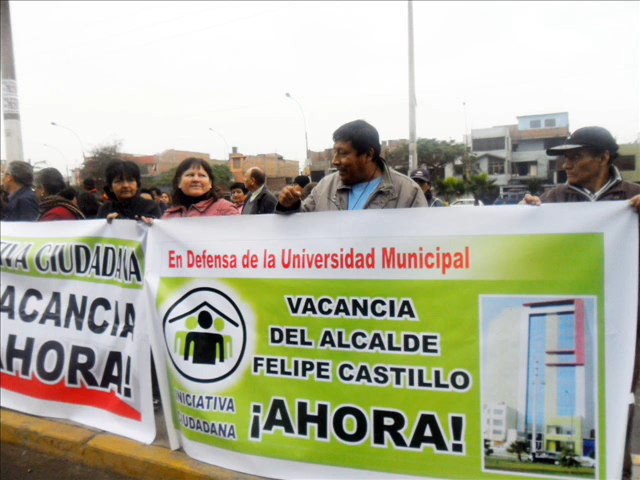 IVA CIUDADANA
VACANCIA
AHORA!
En Defensa de la Universidad Municipal
VACANCIA
DEL ALCALDE
FELIPE CASTILLO
¡AHORA!
INICIATIVA
CIUDADANA